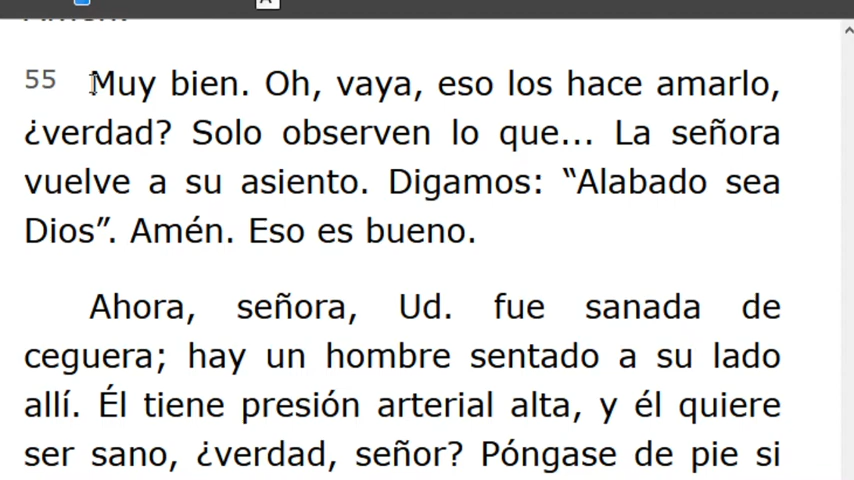 55 Muy bien. Oh, vaya, eso los hace amarlo,
¿verdad? Solo observen lo que... La señora
vuelve a su asiento. Digamos: “Alabado sea
Dios”. Amén. Eso es bueno.
Ahora, señora, Ud. fue sanada de
ceguera; hay un hombre sentado a su lado
allí. Él tiene presión arterial alta, y él quiere
ser sano, ¿verdad, señor? Póngase de pie si